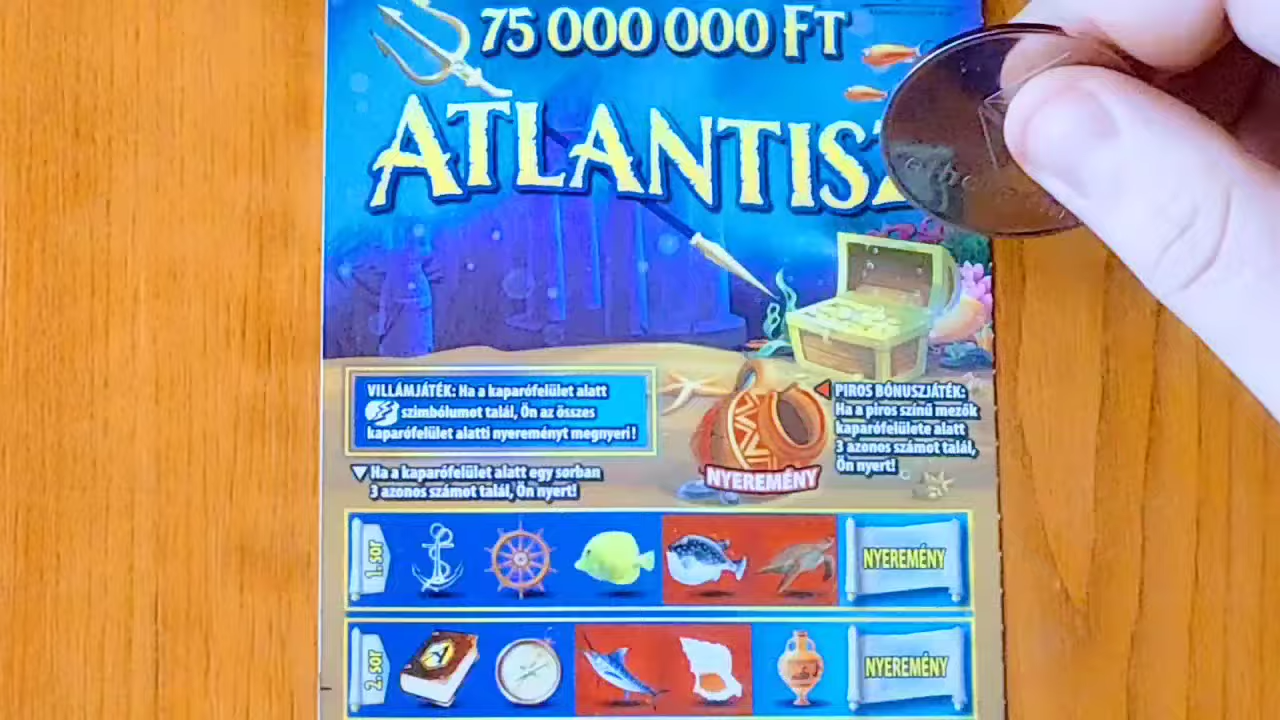 75 000 000 FT
ATLANTISZ
VILLÁMJÁTÉK: Ha a kaparófelület alatt
szimbólumot talál, Ön az összes
kaparófelület alatti nyereményt megnyeri!
PIROS BÓNUSZJÁTÉK:
Ha a piros színű mezők
kaparófelülete alatt
3 azonos számot talál,
Ön nyert!
NYEREMÉNY
Ha a kaparófelület alatt egy sorban
3 azonos számot talál, Ön nyert!
1. sor
NYEREMÉNY
2. sor
NYEREMÉNY